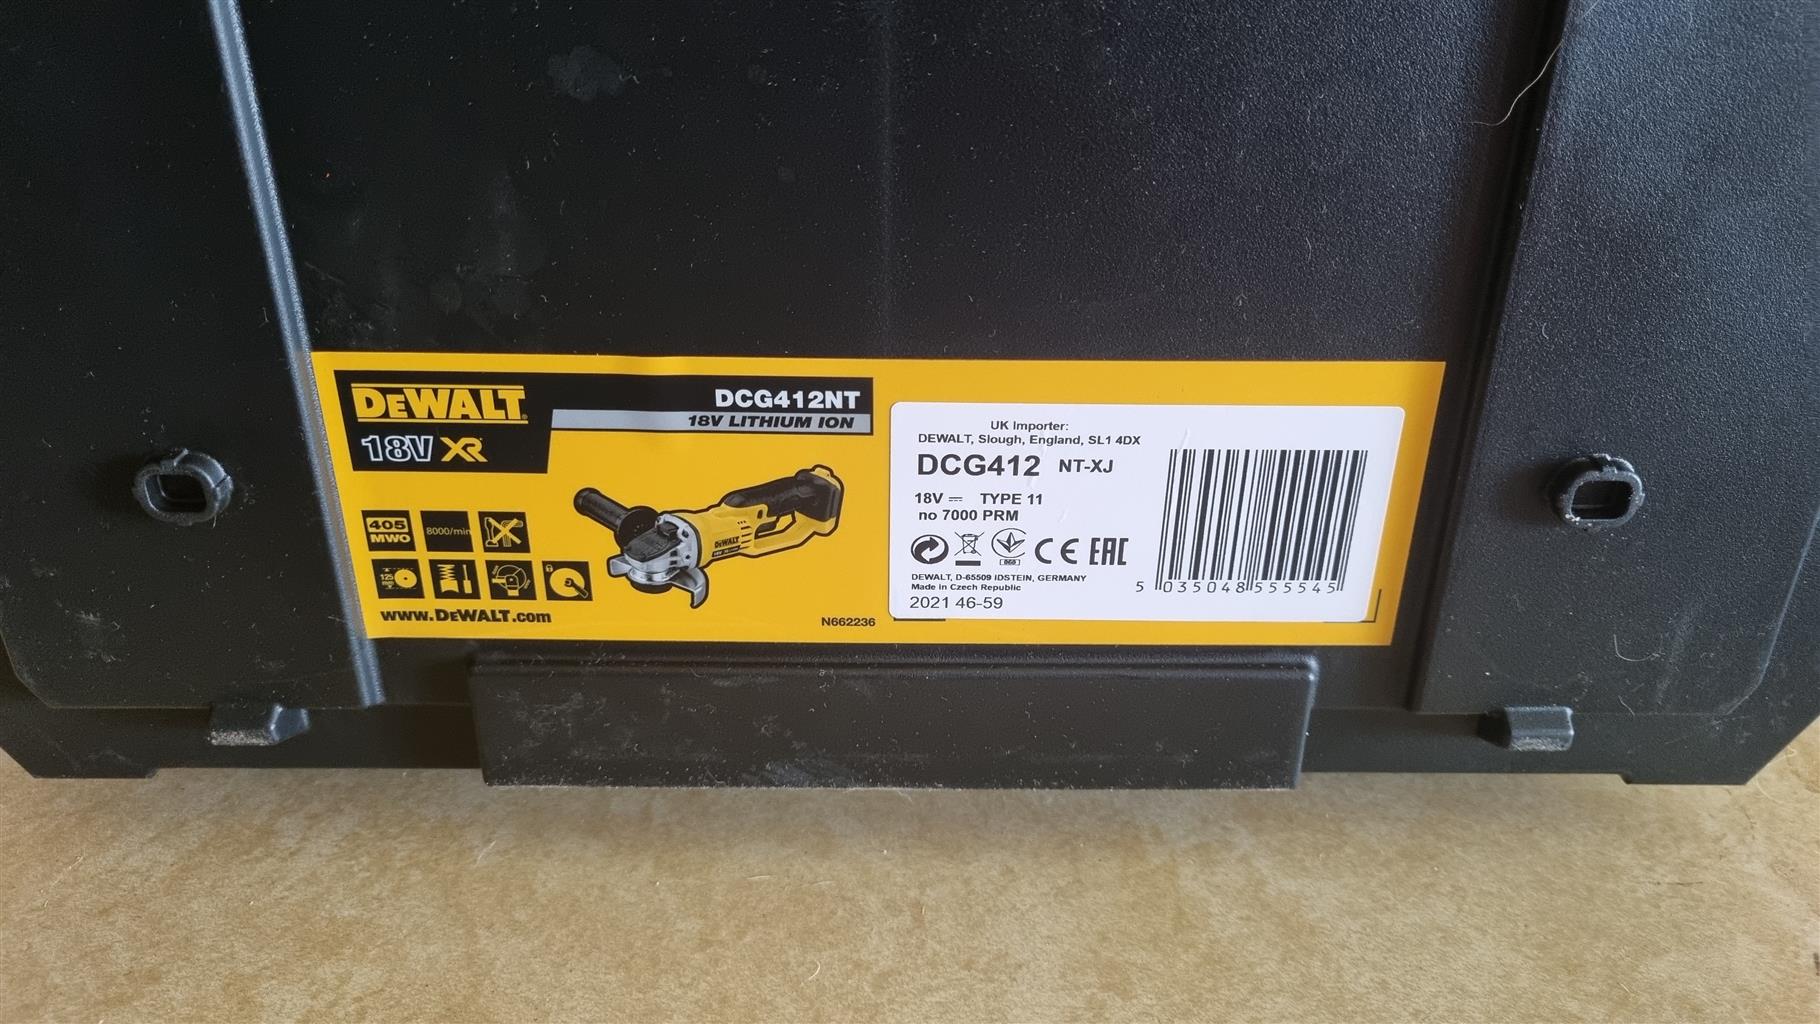 DEWALT
18V XR
DCG412NT
18V LITHIUM ION
405
MWO
8000/min
125
mm
DEWALT
www.DEWALT.com
N662236
UK Importer:
DEWALT, Slough, England, SL1 4DX
DCG412 NT-XJ
18V TYPE 11
no 7000 PRM
CE EAC
DEWALT, D-65509 IDSTEIN, GERMANY
Made in Czech Republic
2021 46-59
5 035048 555545